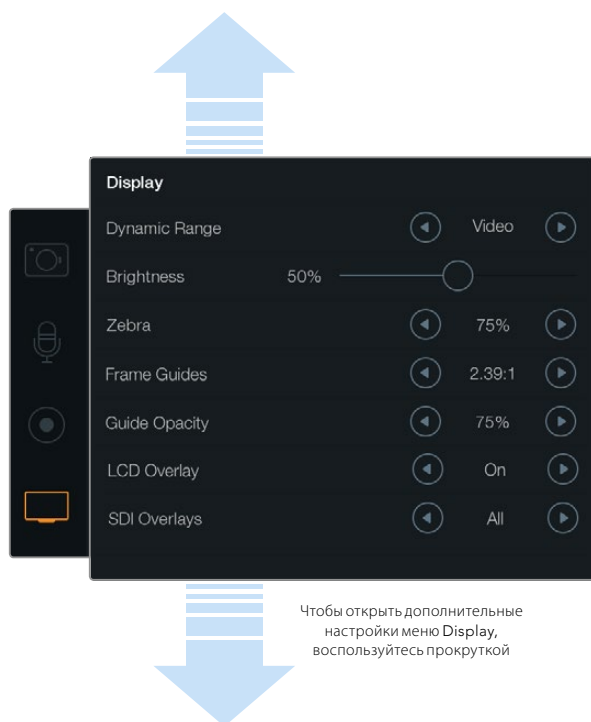 Display
Dynamic Range Video
Brightness 50%
Zebra 75%
Frame Guides 2.39:1
Guide Opacity 75%
LCD Overlay On
SDI Overlays All
Чтобы открыть дополнительные
настройки меню Display,
воспользуйтесь прокруткой